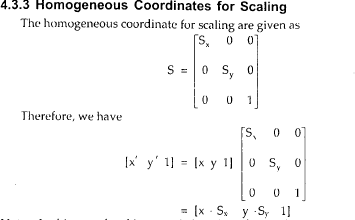 4.3.3 Homogeneous Coordinates for Scaling
The homogeneous coordinate for scaling are given as
S = [Sx 0 0
0 Sy 0
0 0 1]
Therefore, we have
[x′ y′ 1] = [x y 1] [Sx 0 0
0 Sy 0
0 0 1]
= [x · Sx y · Sy 1]